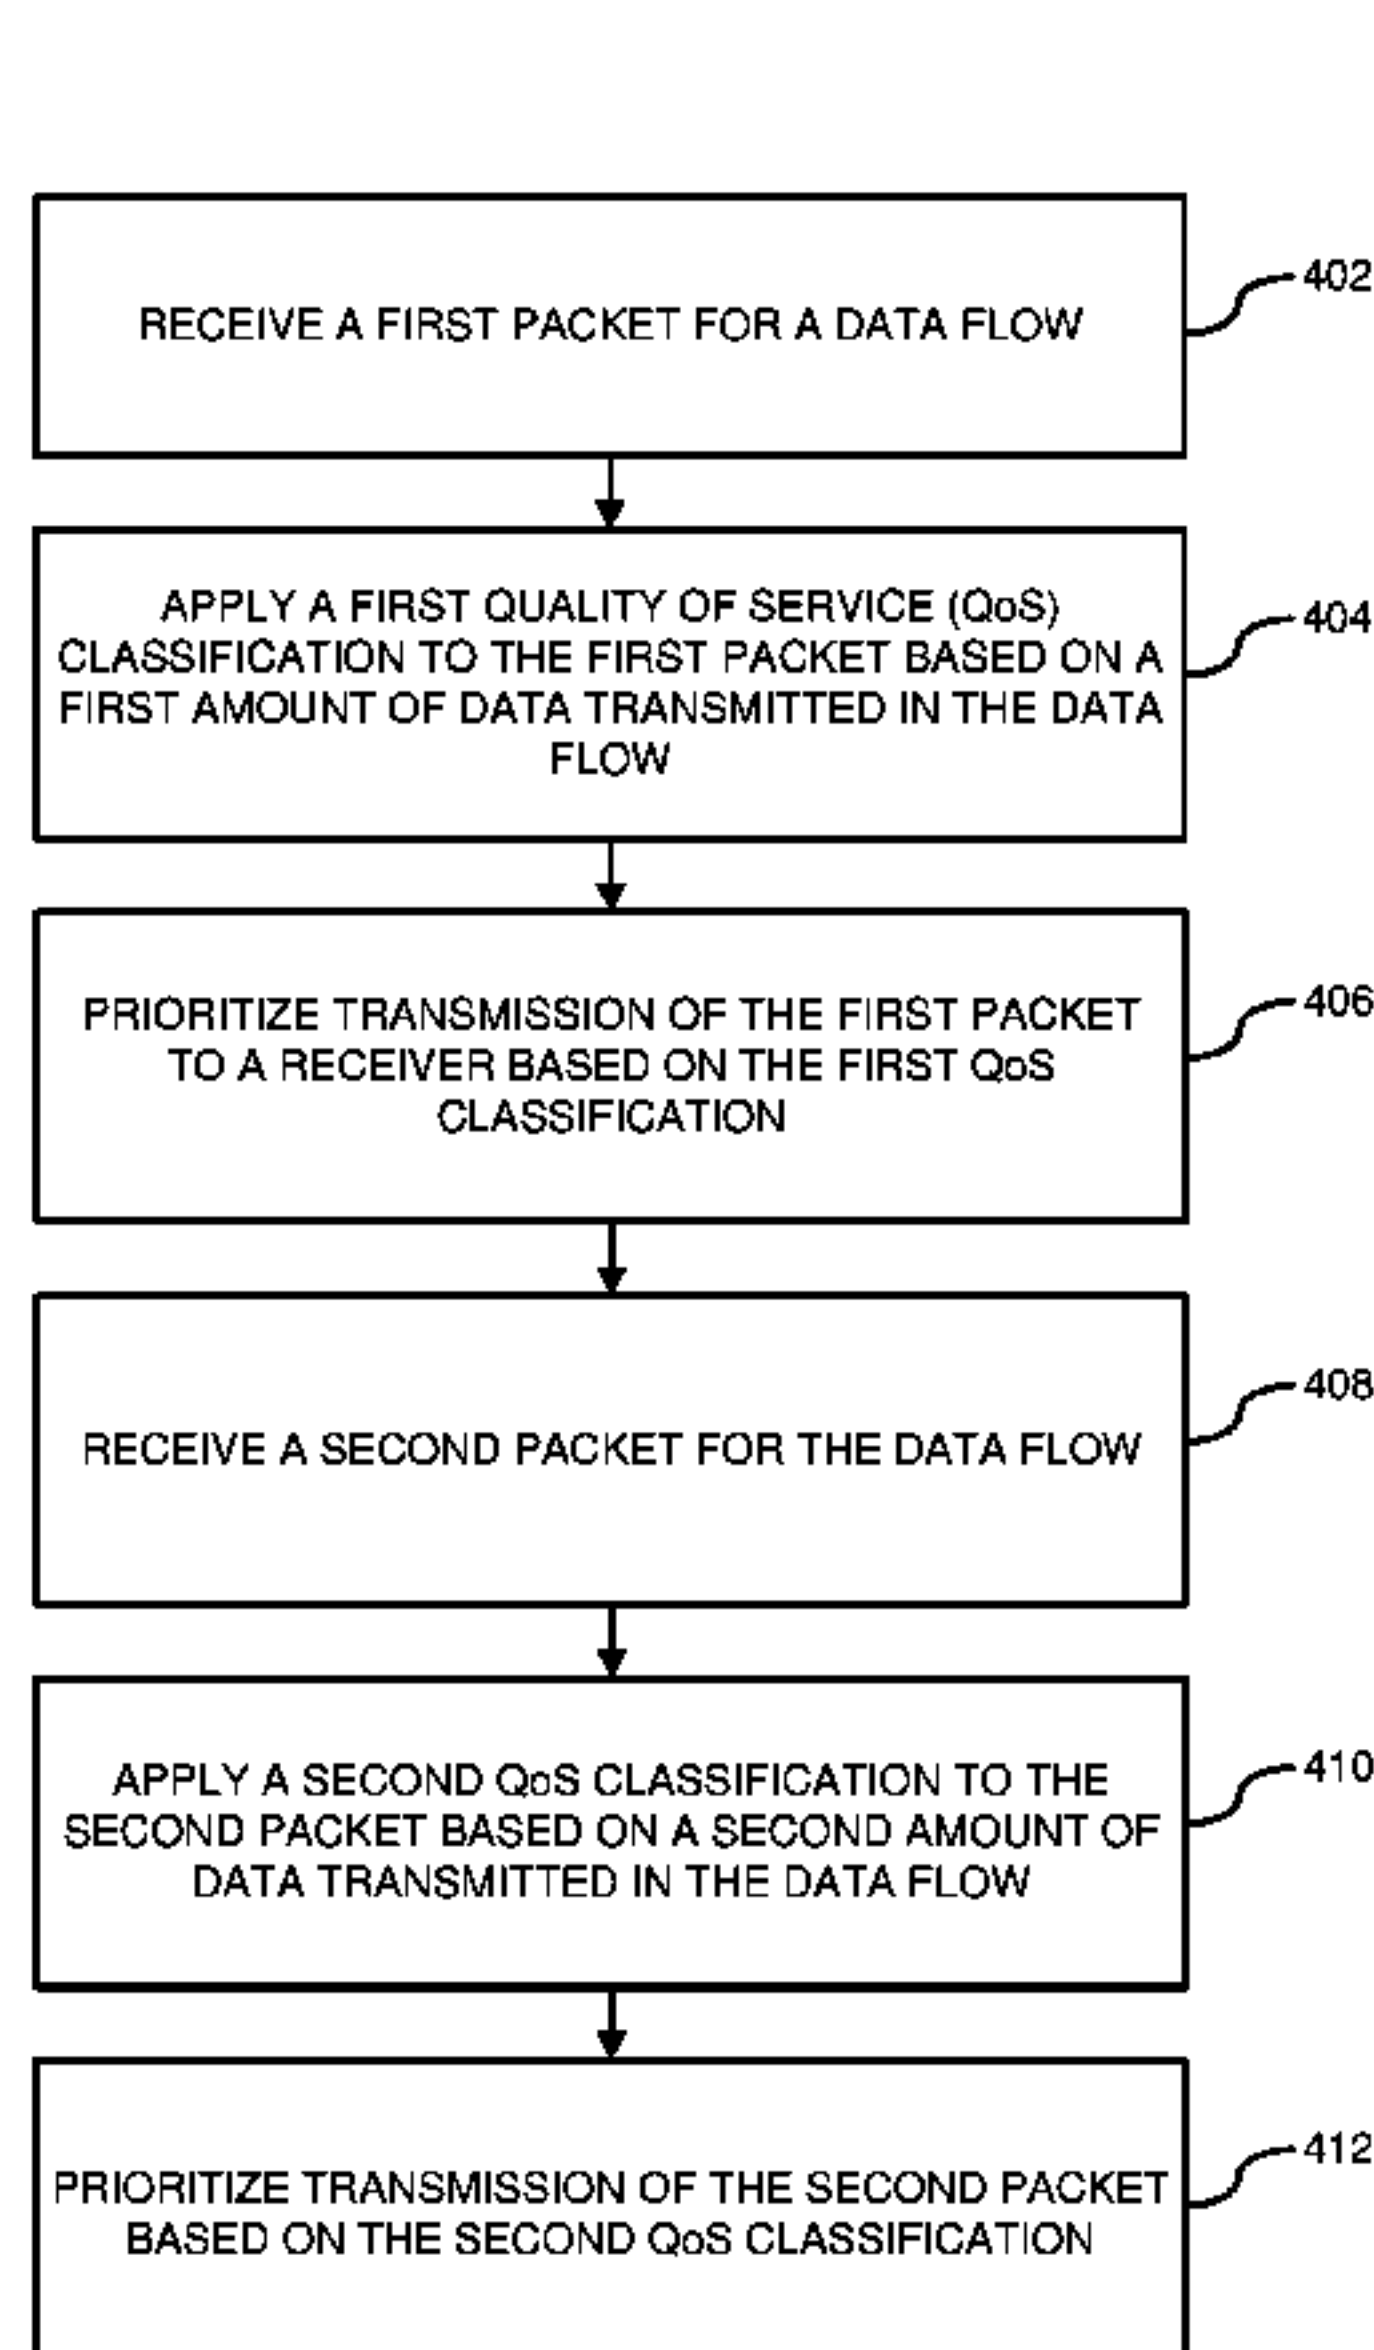 402
RECEIVE A FIRST PACKET FOR A DATA FLOW
404
APPLY A FIRST QUALITY OF SERVICE (QoS)
CLASSIFICATION TO THE FIRST PACKET BASED ON A
FIRST AMOUNT OF DATA TRANSMITTED IN THE DATA
FLOW
406
PRIORITIZE TRANSMISSION OF THE FIRST PACKET
TO A RECEIVER BASED ON THE FIRST QoS
CLASSIFICATION
408
RECEIVE A SECOND PACKET FOR THE DATA FLOW
410
APPLY A SECOND QoS CLASSIFICATION TO THE
SECOND PACKET BASED ON A SECOND AMOUNT OF
DATA TRANSMITTED IN THE DATA FLOW
412
PRIORITIZE TRANSMISSION OF THE SECOND PACKET
BASED ON THE SECOND QoS CLASSIFICATION